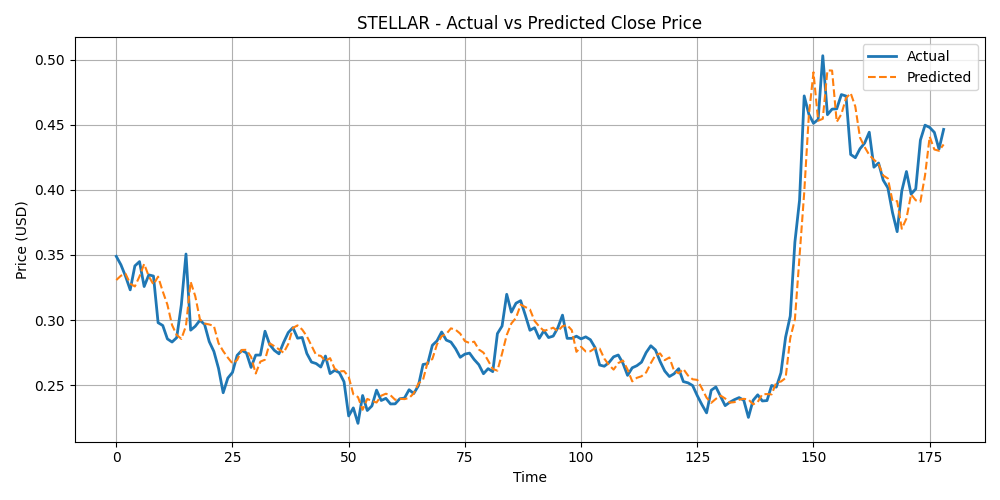 STELLAR - Actual vs Predicted Close Price
Actual
Predicted
0.50
0.45
0.40
0.35
0.30
0.25
Price (USD)
0 25 50 75 100 125 150 175
Time